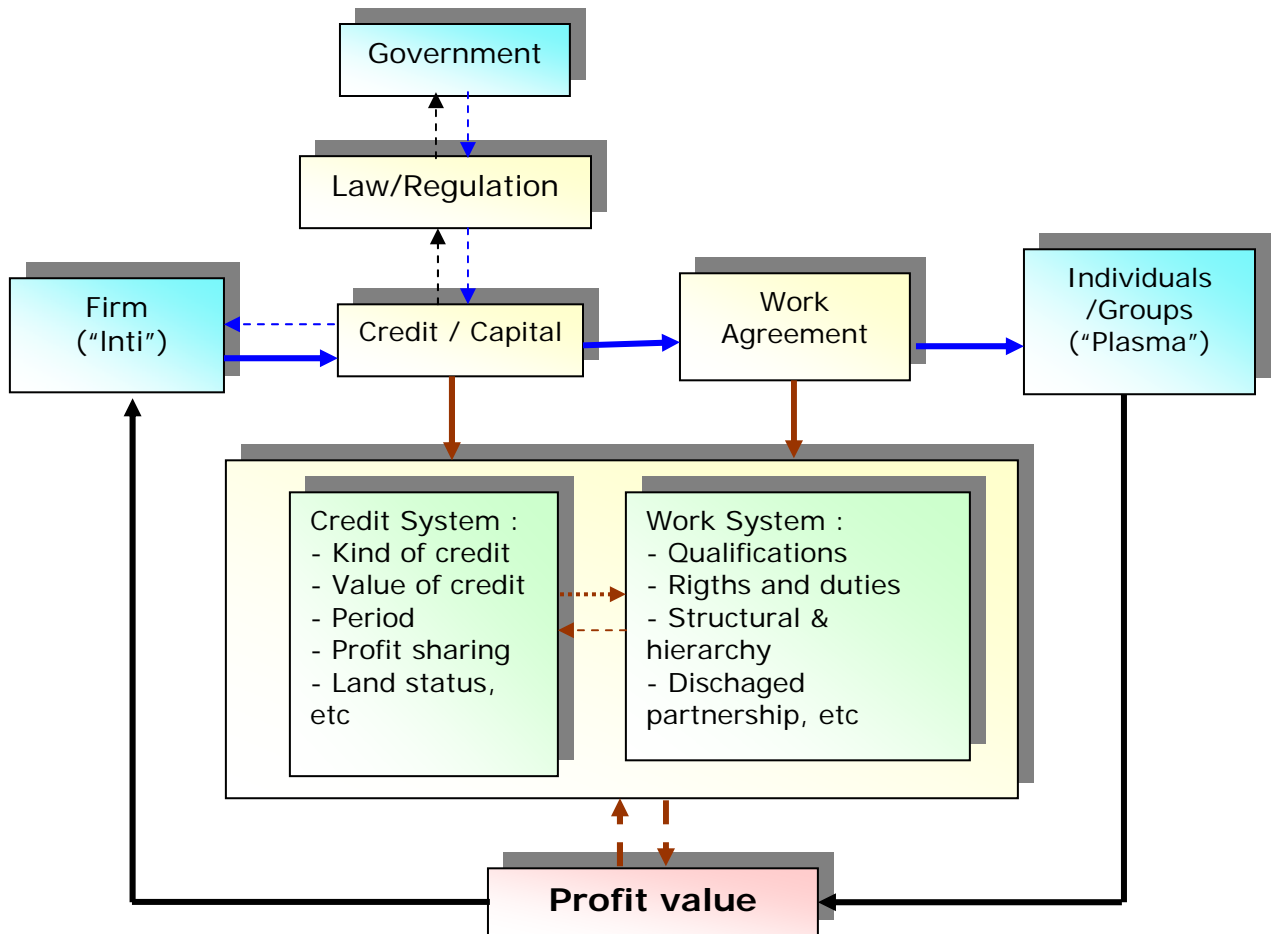 Government
Law/Regulation
Firm
(“Inti”)
Credit / Capital
Work
Agreement
Individuals
/Groups
(“Plasma”)
Credit System :
- Kind of credit
- Value of credit
- Period
- Profit sharing
- Land status,
etc
Work System :
- Qualifications
- Rigths and duties
- Structural &
hierarchy
- Dischaged
partnership, etc
Profit value